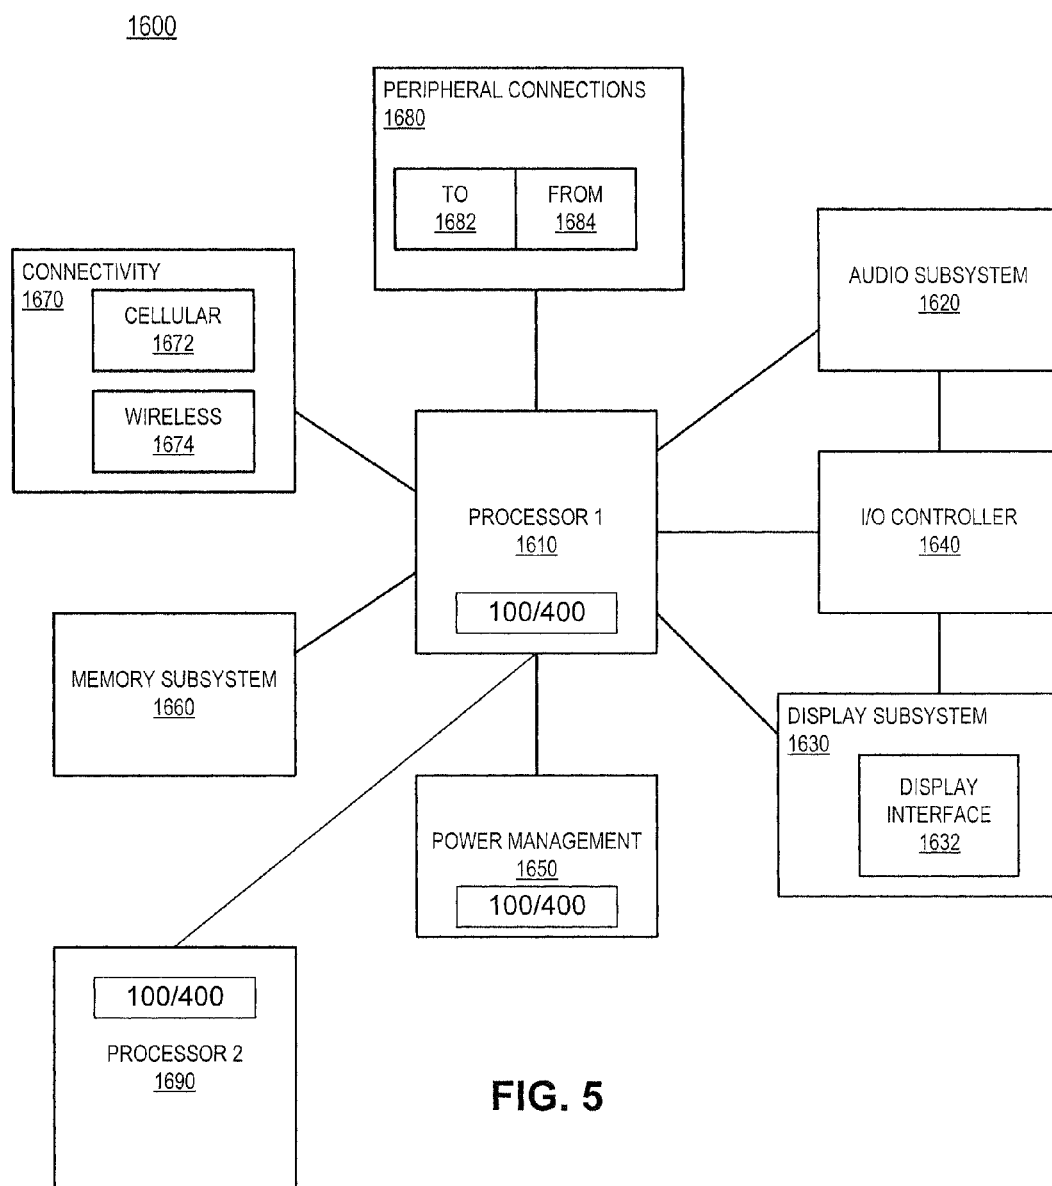 1600
PERIPHERAL CONNECTIONS
1680
TO
1682
FROM
1684
CONNECTIVITY
1670
CELLULAR
1672
WIRELESS
1674
AUDIO SUBSYSTEM
1620
PROCESSOR 1
1610
100/400
I/O CONTROLLER
1640
MEMORY SUBSYSTEM
1660
DISPLAY SUBSYSTEM
1630
DISPLAY
INTERFACE
1632
POWER MANAGEMENT
1650
100/400
100/400
PROCESSOR 2
1690
FIG. 5